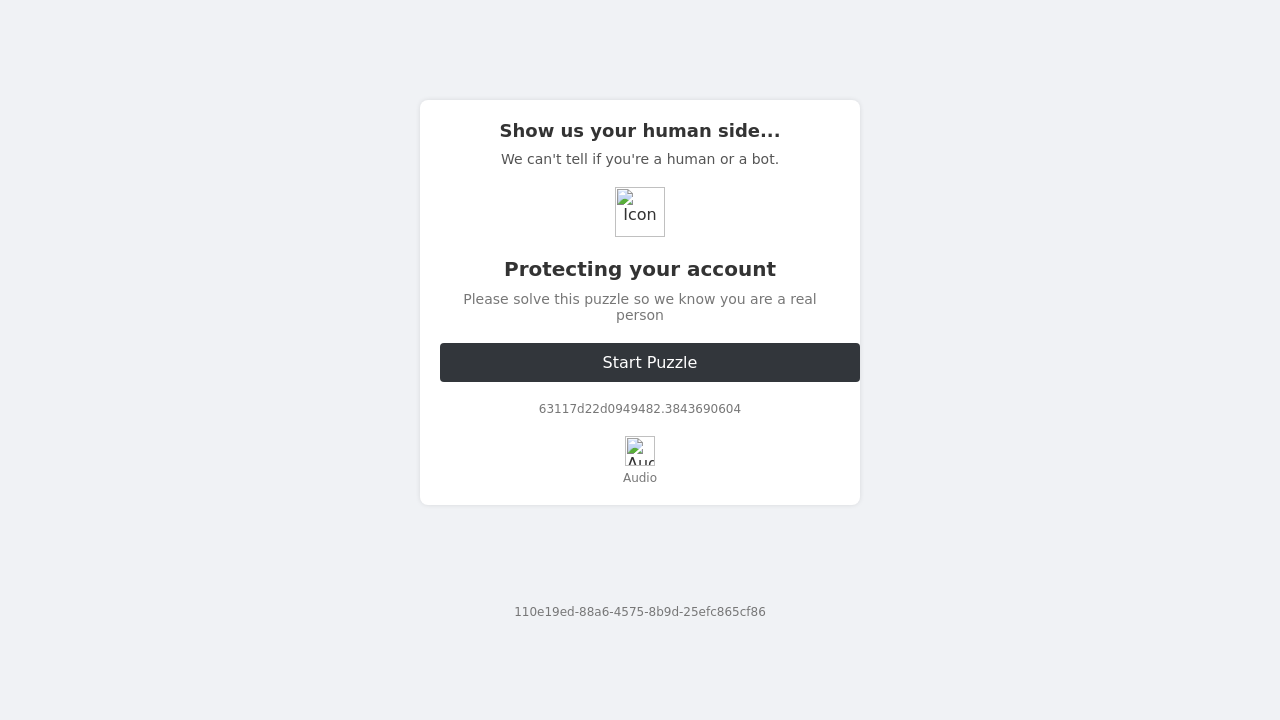 Show us your human side...
We can't tell if you're a human or a bot.
Icon
Protecting your account
Please solve this puzzle so we know you are a real
person
Start Puzzle
63117d22d0949482.3843690604
Audio
110e19ed-88a6-4575-8b9d-25efc865cf86